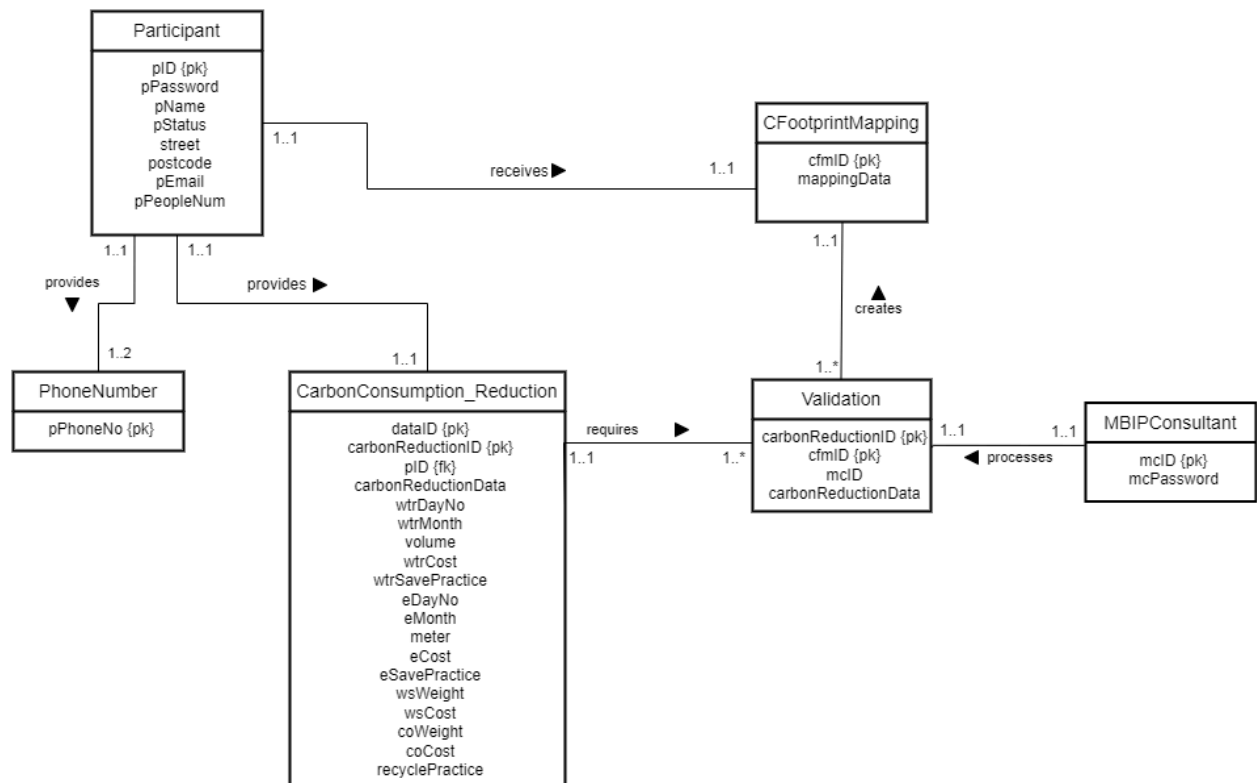 Participant
pID {pk}
pPassword
pName
pStatus
street
postcode
pEmail
pPeopleNum
1..1
receives
1..1
CFootprintMapping
cfmID {pk}
mappingData
1..1
1..1
provides
provides
1..1
creates
1..2
1..1
1..*
PhoneNumber
pPhoneNo {pk}
CarbonConsumption_Reduction
dataID {pk}
carbonReductionID {pk}
pID {fk}
carbonReductionData
wtrDayNo
wtrMonth
volume
wtrCost
wtrSavePractice
eDayNo
eMonth
meter
eCost
eSavePractice
wsWeight
wsCost
coWeight
coCost
recyclePractice
requires
1..1
1..*
Validation
carbonReductionID {pk}
cfmID {pk}
mcID
carbonReductionData
1..1
1..1
processes
MBIPConsultant
mcID {pk}
mcPassword